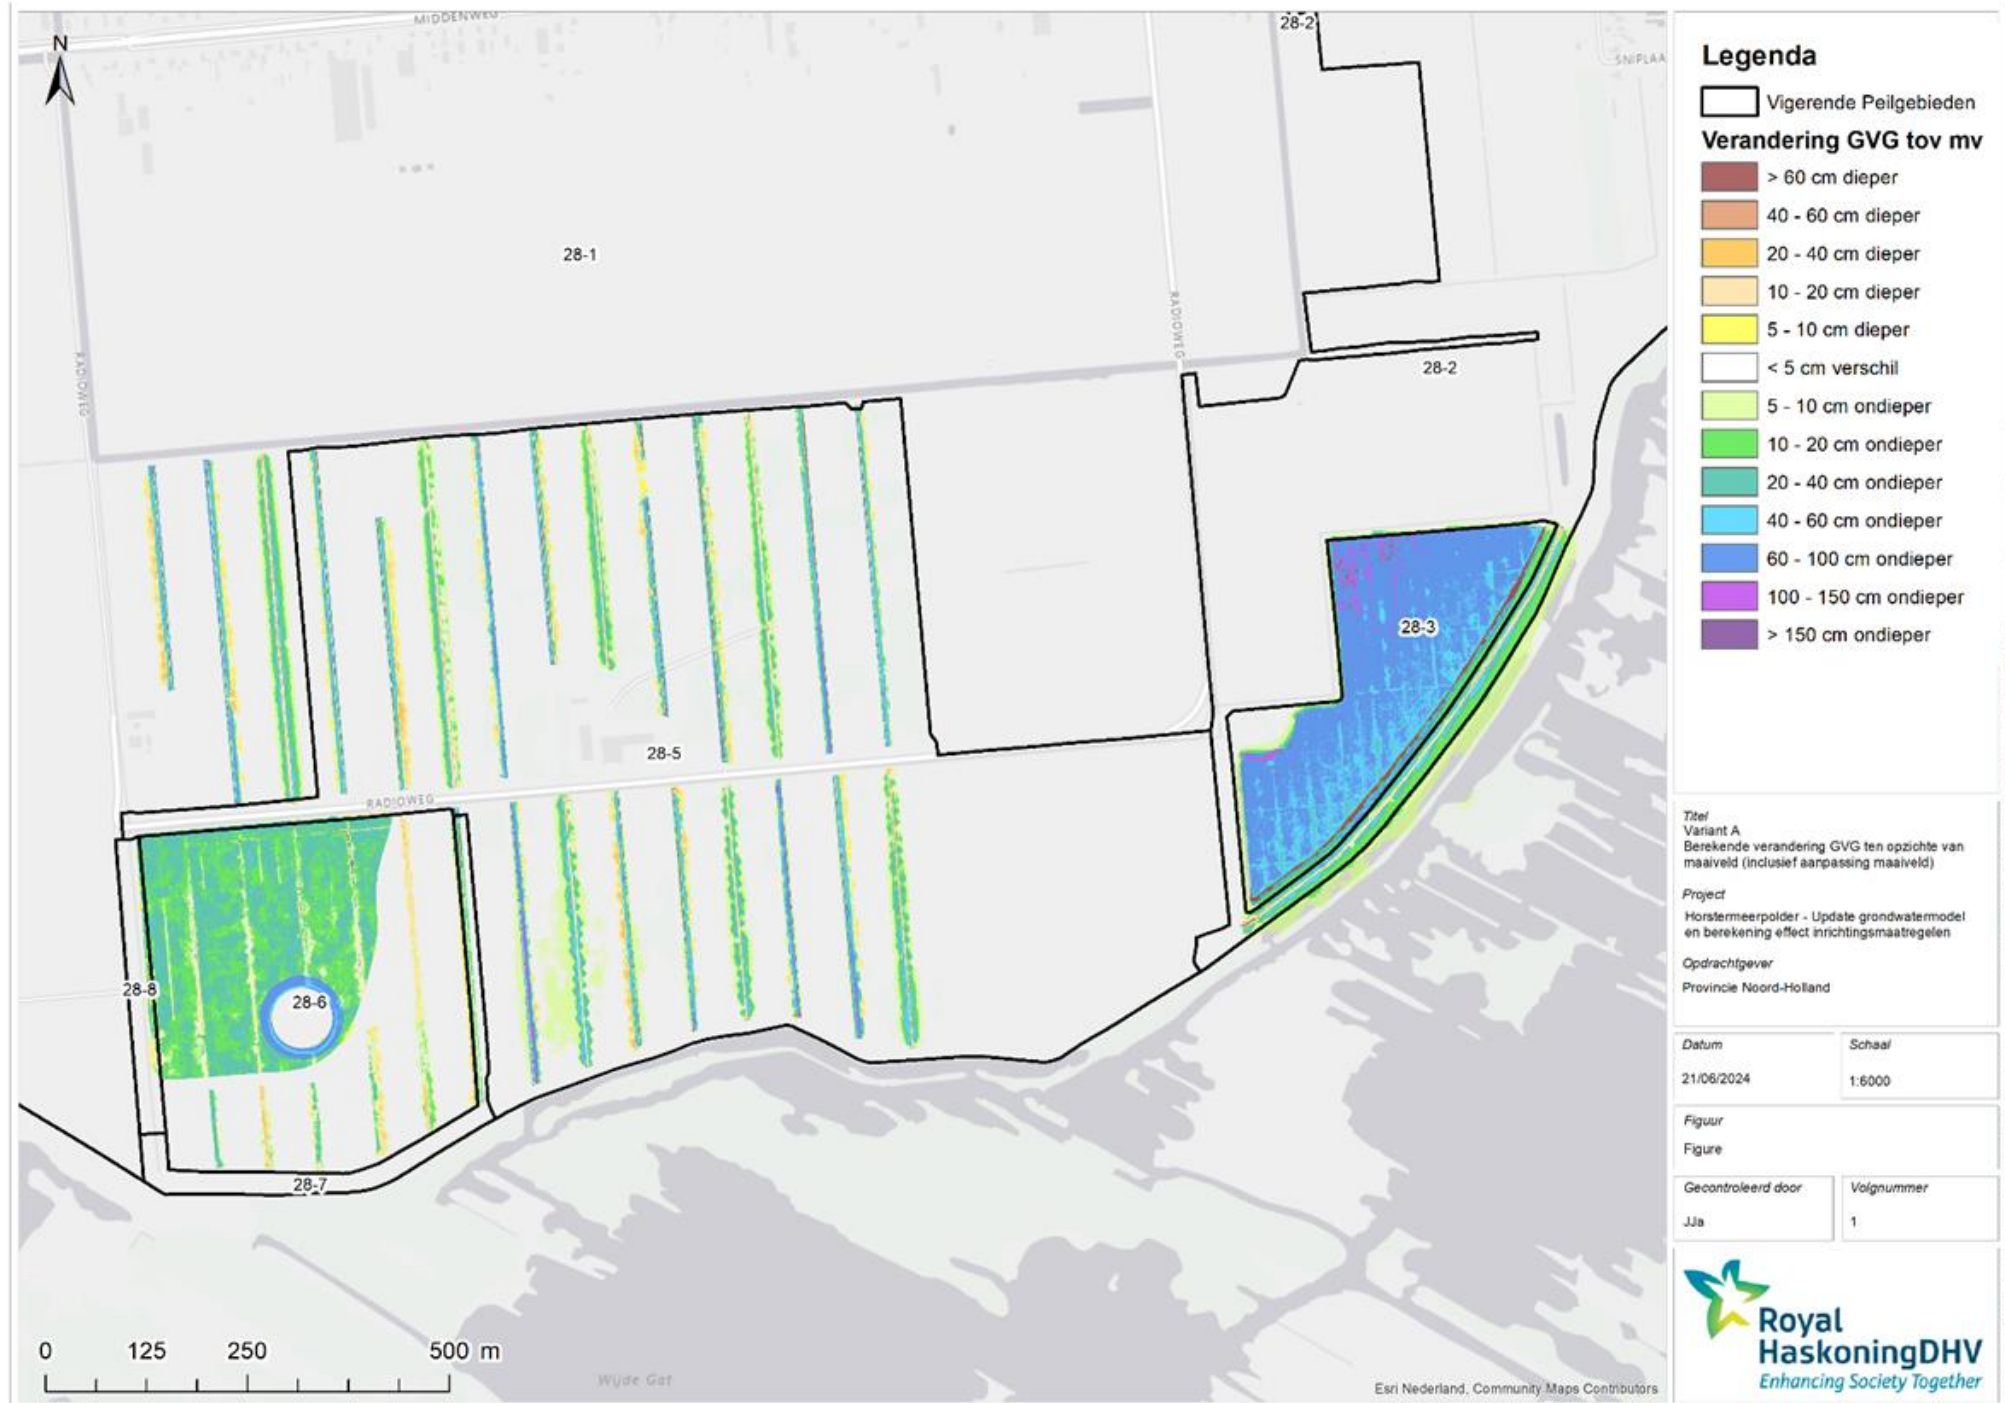 MIDDENWEG
28-2
SNIPLAA
N
28-1
RADIOWEG
RADIOWEG
28-2
28-3
28-5
RADIOWEG
28-8
28-6
28-7
0 125 250 500 m
Wijde Gat
Esri Nederland, Community Maps Contributors
Legenda
Vigerende Peilgebieden
Verandering GVG tov mv
> 60 cm dieper
40 - 60 cm dieper
20 - 40 cm dieper
10 - 20 cm dieper
5 - 10 cm dieper
< 5 cm verschil
5 - 10 cm ondieper
10 - 20 cm ondieper
20 - 40 cm ondieper
40 - 60 cm ondieper
60 - 100 cm ondieper
100 - 150 cm ondieper
> 150 cm ondieper
Titel
Variant A
Berekende verandering GVG ten opzichte van
maaiveld (inclusief aanpassing maaiveld)
Project
Horstermeerpolder - Update grondwatermodel
en berekening effect inrichtingsmaatregelen
Opdrachtgever
Provincie Noord-Holland
Datum
21/06/2024
Schaal
1:6000
Figuur
Figure
Gecontroleerd door
JJa
Volgnummer
1
Royal
HaskoningDHV
Enhancing Society Together